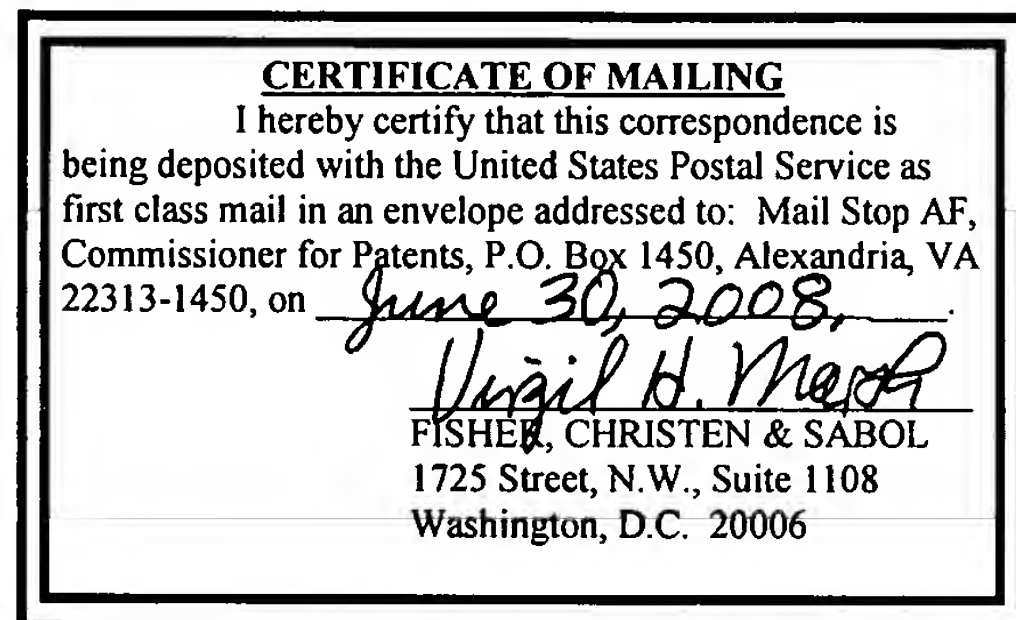 CERTIFICATE OF MAILING
I hereby certify that this correspondence is
being deposited with the United States Postal Service as
first class mail in an envelope addressed to: Mail Stop AF,
Commissioner for Patents, P.O. Box 1450, Alexandria, VA
22313-1450, on June 30, 2008, .
Virgil H. Marsh
FISHER, CHRISTEN & SABOL
1725 Street, N.W., Suite 1108
Washington, D.C. 20006